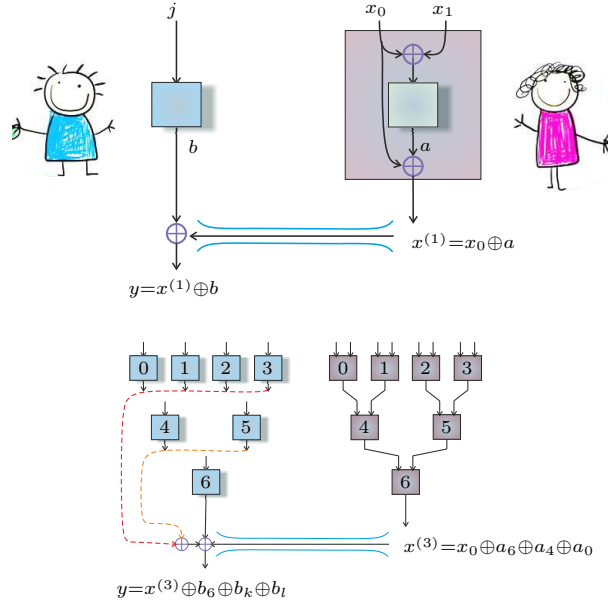 j
x₀ x₁
b
a
x⁽¹⁾=x₀⊕a
y=x⁽¹⁾⊕b
0 1 2 3 0 1 2 3
4 5 4 5
6 6
x⁽³⁾=x₀⊕a₆⊕a₄⊕a₀
y=x⁽³⁾⊕b₆⊕bₖ⊕bₗ